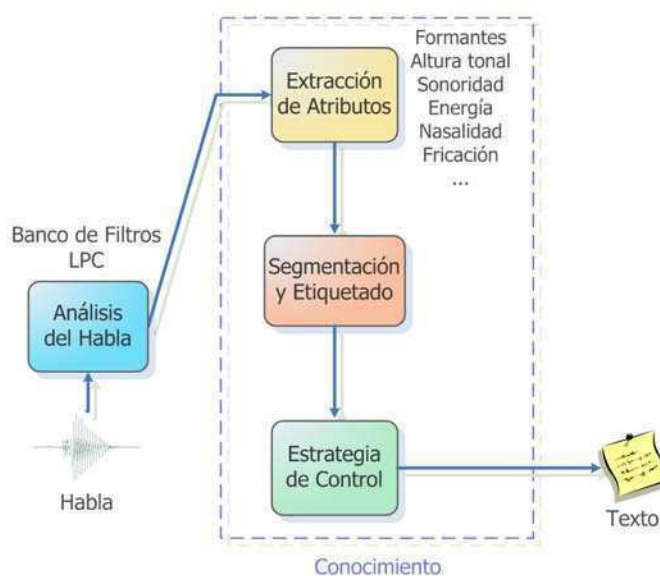 Formantes
Altura tonal
Sonoridad
Energía
Nasalidad
Fricación
...
Extracción
de Atributos
Banco de Filtros
LPC
Segmentación
y Etiquetado
Análisis
del Habla
Estrategia
de Control
Habla
Texto
Conocimiento